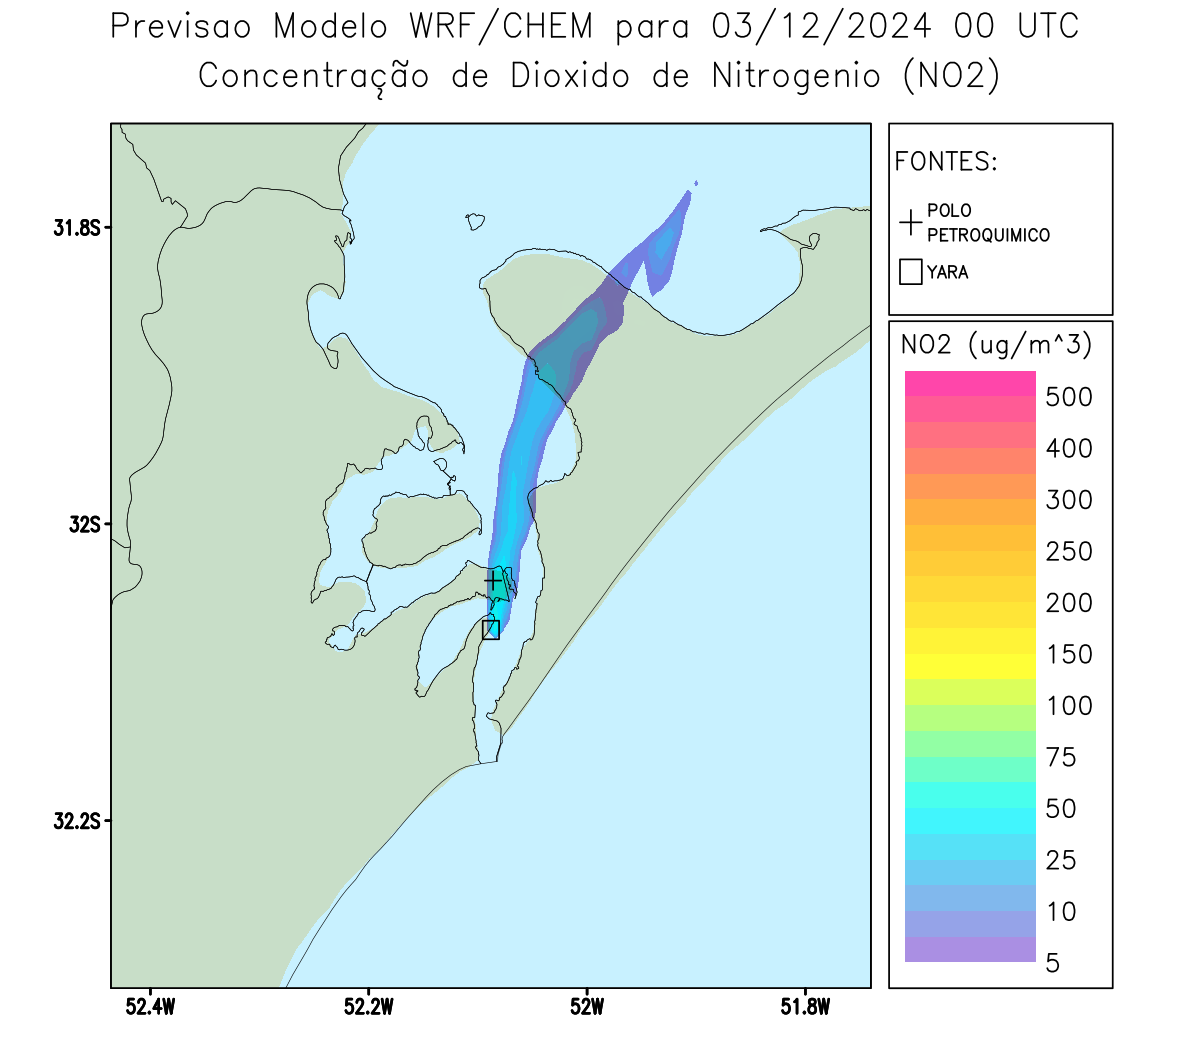 Previsao Modelo WRF/CHEM para 03/12/2024 00 UTC
Concentração de Dioxido de Nitrogenio (NO2)
FONTES:
POLO
PETROQUIMICO
YARA
NO2 (ug/m^3)
500
400
300
250
200
150
100
75
50
25
10
5
31.8S
32S
32.2S
52.4W
52.2W
52W
51.8W